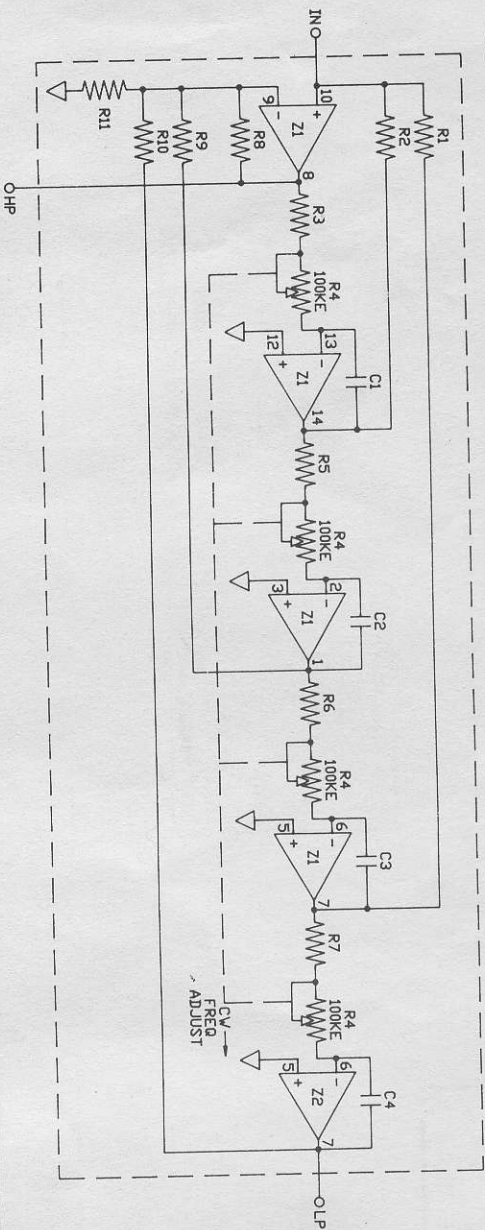 IN
R1
R2
10
+
9
-
Z1
8
R8
R9
R10
R11
HP
R3
R4
100KE
13
-
12
+
Z1
14
C1
R5
R4
100KE
2
-
3
+
Z1
1
C2
R6
R4
100KE
6
-
5
+
Z1
7
C3
R7
R4
100KE
6
-
5
+
Z2
7
C4
CW
FREQ
ADJUST
LP